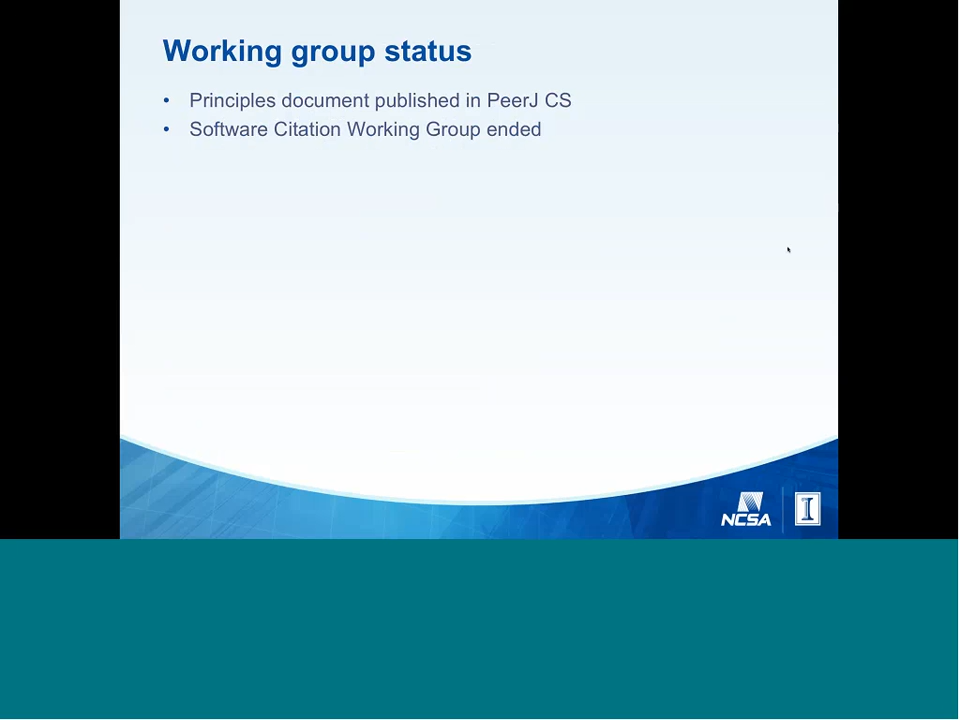 Working group status
• Principles document published in PeerJ CS
• Software Citation Working Group ended
NCSA
I